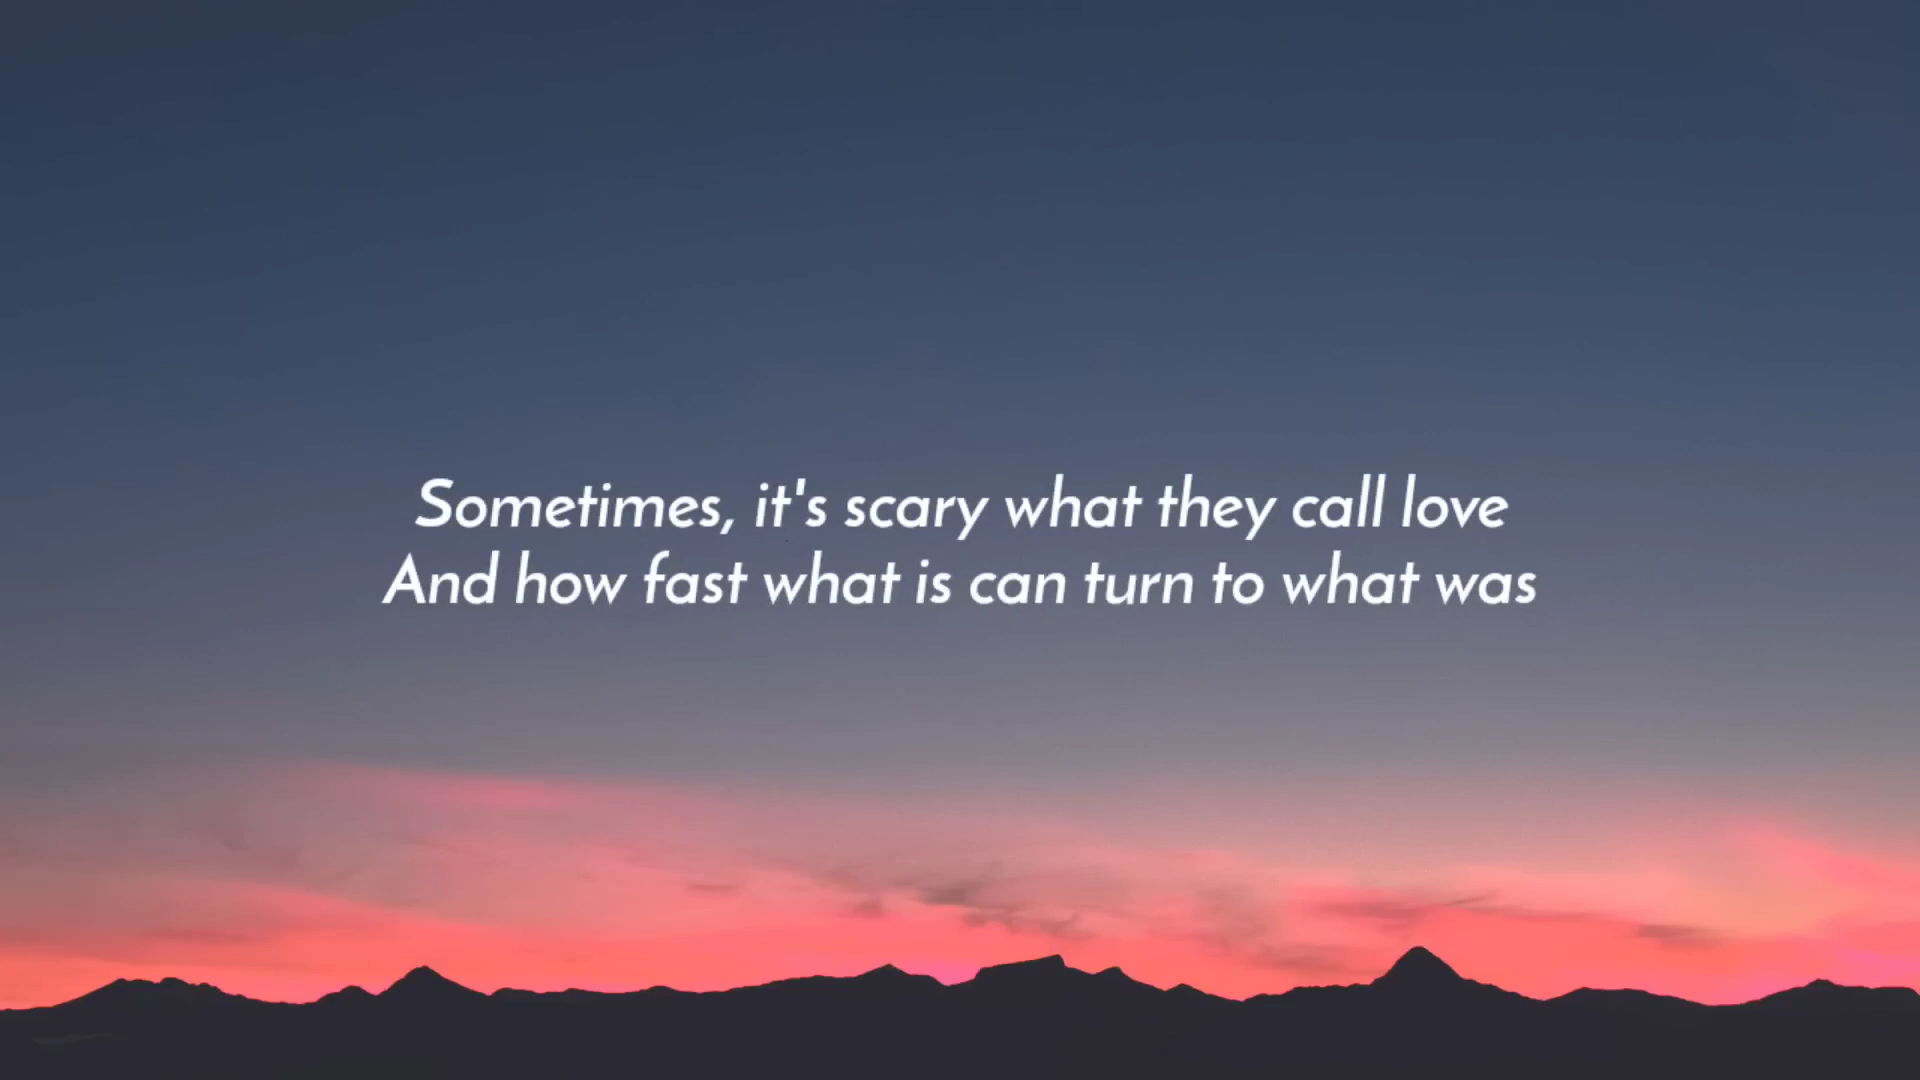 Sometimes, it's scary what they call love
And how fast what is can turn to what was